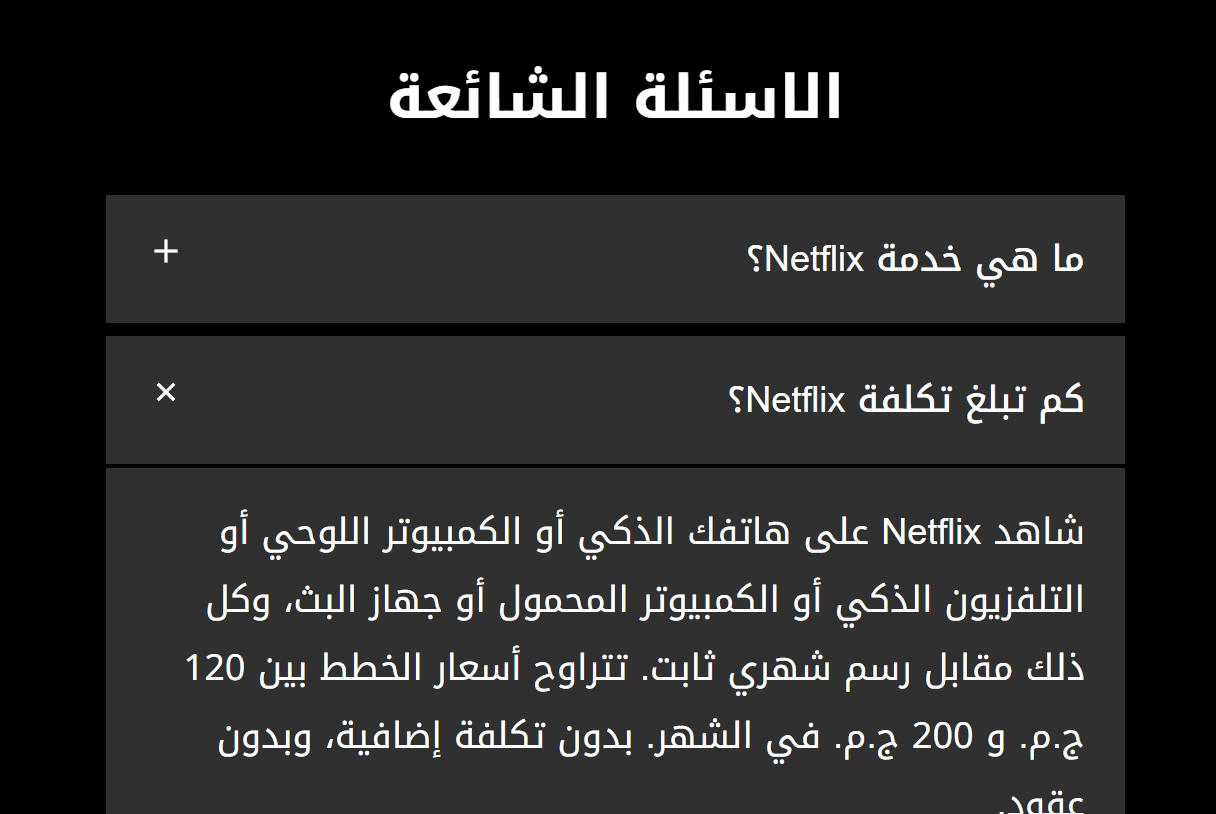 الاسئلة الشائعة
ما هي خدمة Netflix؟
كم تبلغ تكلفة Netflix؟
شاهد Netflix على هاتفك الذكي أو الكمبيوتر اللوحي أو
التلفزيون الذكي أو الكمبيوتر المحمول أو جهاز البث، وكل
ذلك مقابل رسم شهري ثابت. تتراوح أسعار الخطط بين 120
ج.م. و 200 ج.م. في الشهر. بدون تكلفة إضافية، وبدون
عقود.